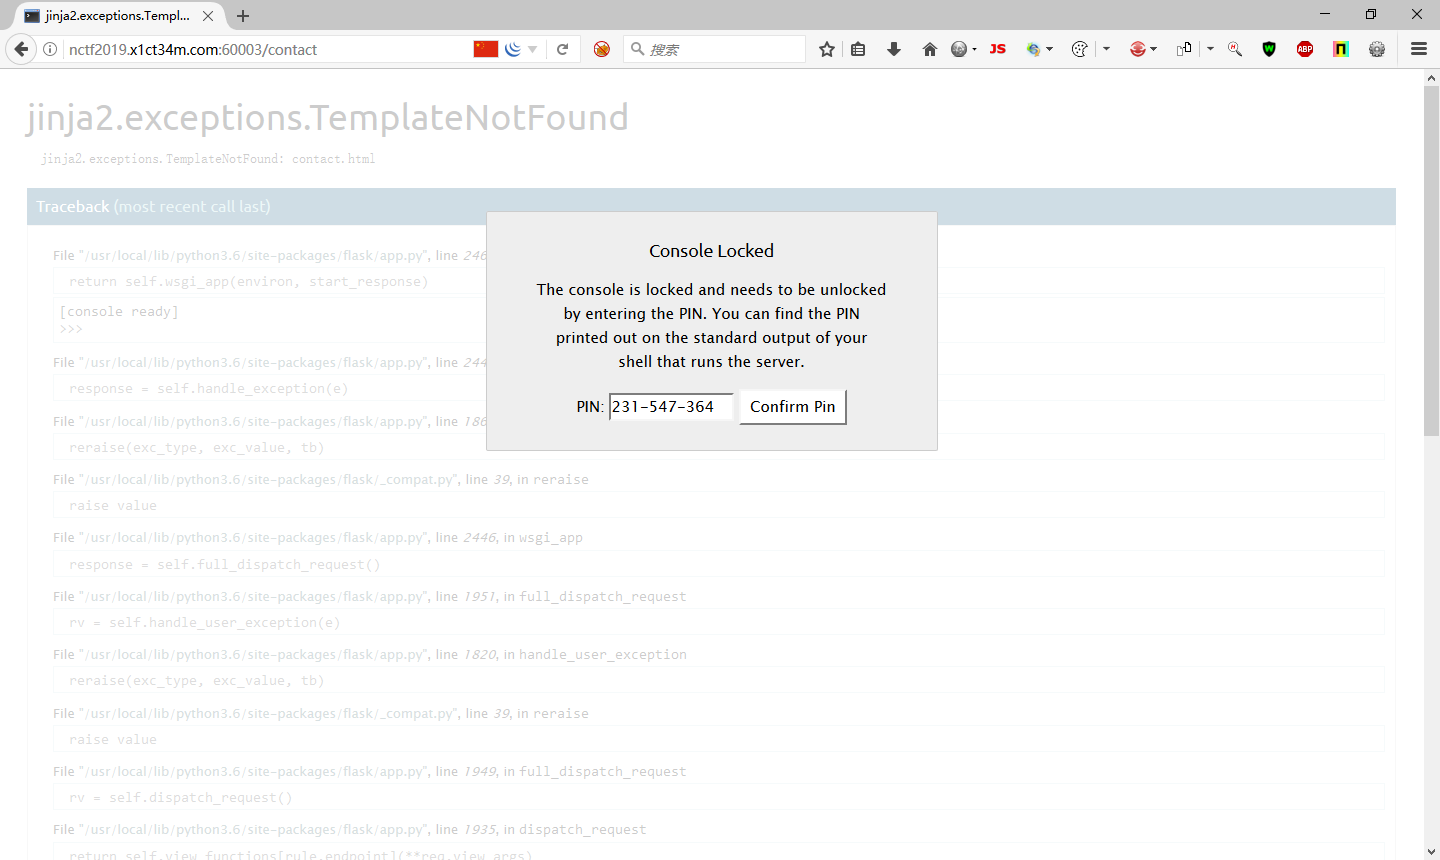 jinja2.exceptions.Templ...
nctf2019.x1ct34m.com:60003/contact
搜索
JS
W
ABP
jinja2.exceptions.TemplateNotFound
jinja2.exceptions.TemplateNotFound: contact.html
Traceback (most recent call last)
File "/usr/local/lib/python3.6/site-packages/flask/app.py", line 246
return self.wsgi_app(environ, start_response)
[console ready]
>>>
File "/usr/local/lib/python3.6/site-packages/flask/app.py", line 244
response = self.handle_exception(e)
File "/usr/local/lib/python3.6/site-packages/flask/app.py", line 186
reraise(exc_type, exc_value, tb)
File "/usr/local/lib/python3.6/site-packages/flask/_compat.py", line 39, in reraise
raise value
File "/usr/local/lib/python3.6/site-packages/flask/app.py", line 2446, in wsgi_app
response = self.full_dispatch_request()
File "/usr/local/lib/python3.6/site-packages/flask/app.py", line 1951, in full_dispatch_request
rv = self.handle_user_exception(e)
File "/usr/local/lib/python3.6/site-packages/flask/app.py", line 1820, in handle_user_exception
reraise(exc_type, exc_value, tb)
File "/usr/local/lib/python3.6/site-packages/flask/_compat.py", line 39, in reraise
raise value
File "/usr/local/lib/python3.6/site-packages/flask/app.py", line 1949, in full_dispatch_request
rv = self.dispatch_request()
File "/usr/local/lib/python3.6/site-packages/flask/app.py", line 1935, in dispatch_request
return self.view_functions[rule.endpoint](**req.view_args)
Console Locked
The console is locked and needs to be unlocked
by entering the PIN. You can find the PIN
printed out on the standard output of your
shell that runs the server.
PIN: 231-547-364 Confirm Pin